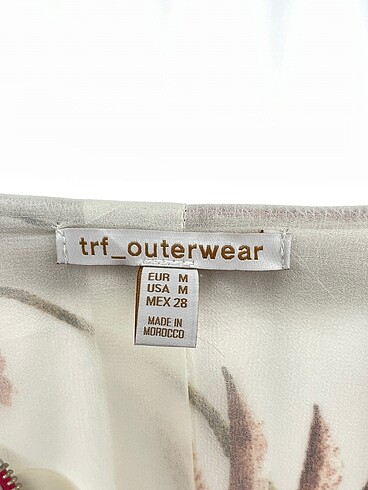 trf_outerwear
EUR M
USA M
MEX 28
MADE IN
MOROCCO